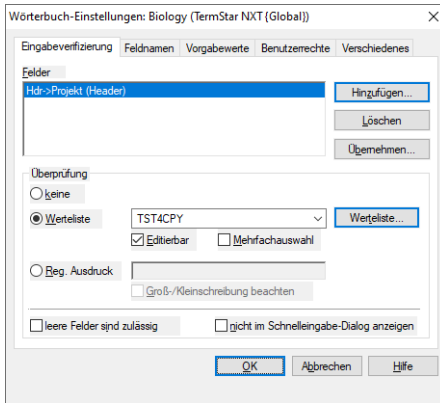 Wörterbuch-Einstellungen: Biology (TermStar NXT {Global})
Eingabeverifizierung Feldnamen Vorgabewerte Benutzerrechte Verschiedenes
Felder
Hdr->Projekt (Header)
Hinzufügen...
Löschen
Übernehmen...
Überprüfung
keine
Werteliste TST4CPY Werteliste...
Editierbar Mehrfachauswahl
Reg. Ausdruck
Groß-/Kleinschreibung beachten
leere Felder sind zulässig nicht im Schnelleingabe-Dialog anzeigen
OK Abbrechen Hilfe